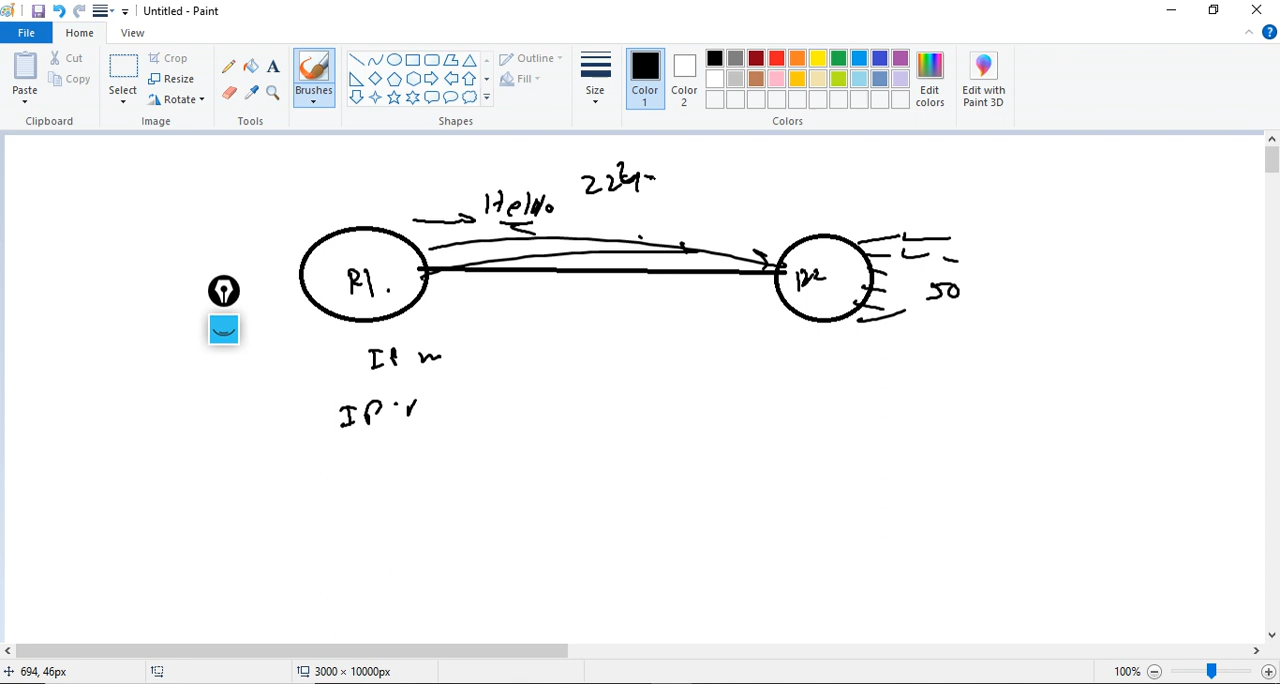 Untitled - Paint
File Home View
Paste
Cut
Copy
Clipboard
Select
Crop
Resize
Rotate
Image
Tools
Brushes
Shapes
Outline
Fill
Size
Color 1
Color 2
Colors
Edit colors
Edit with Paint 3D
Hello
R1.
R2
50
IP
IP
694, 46px
3000 × 10000px
100%